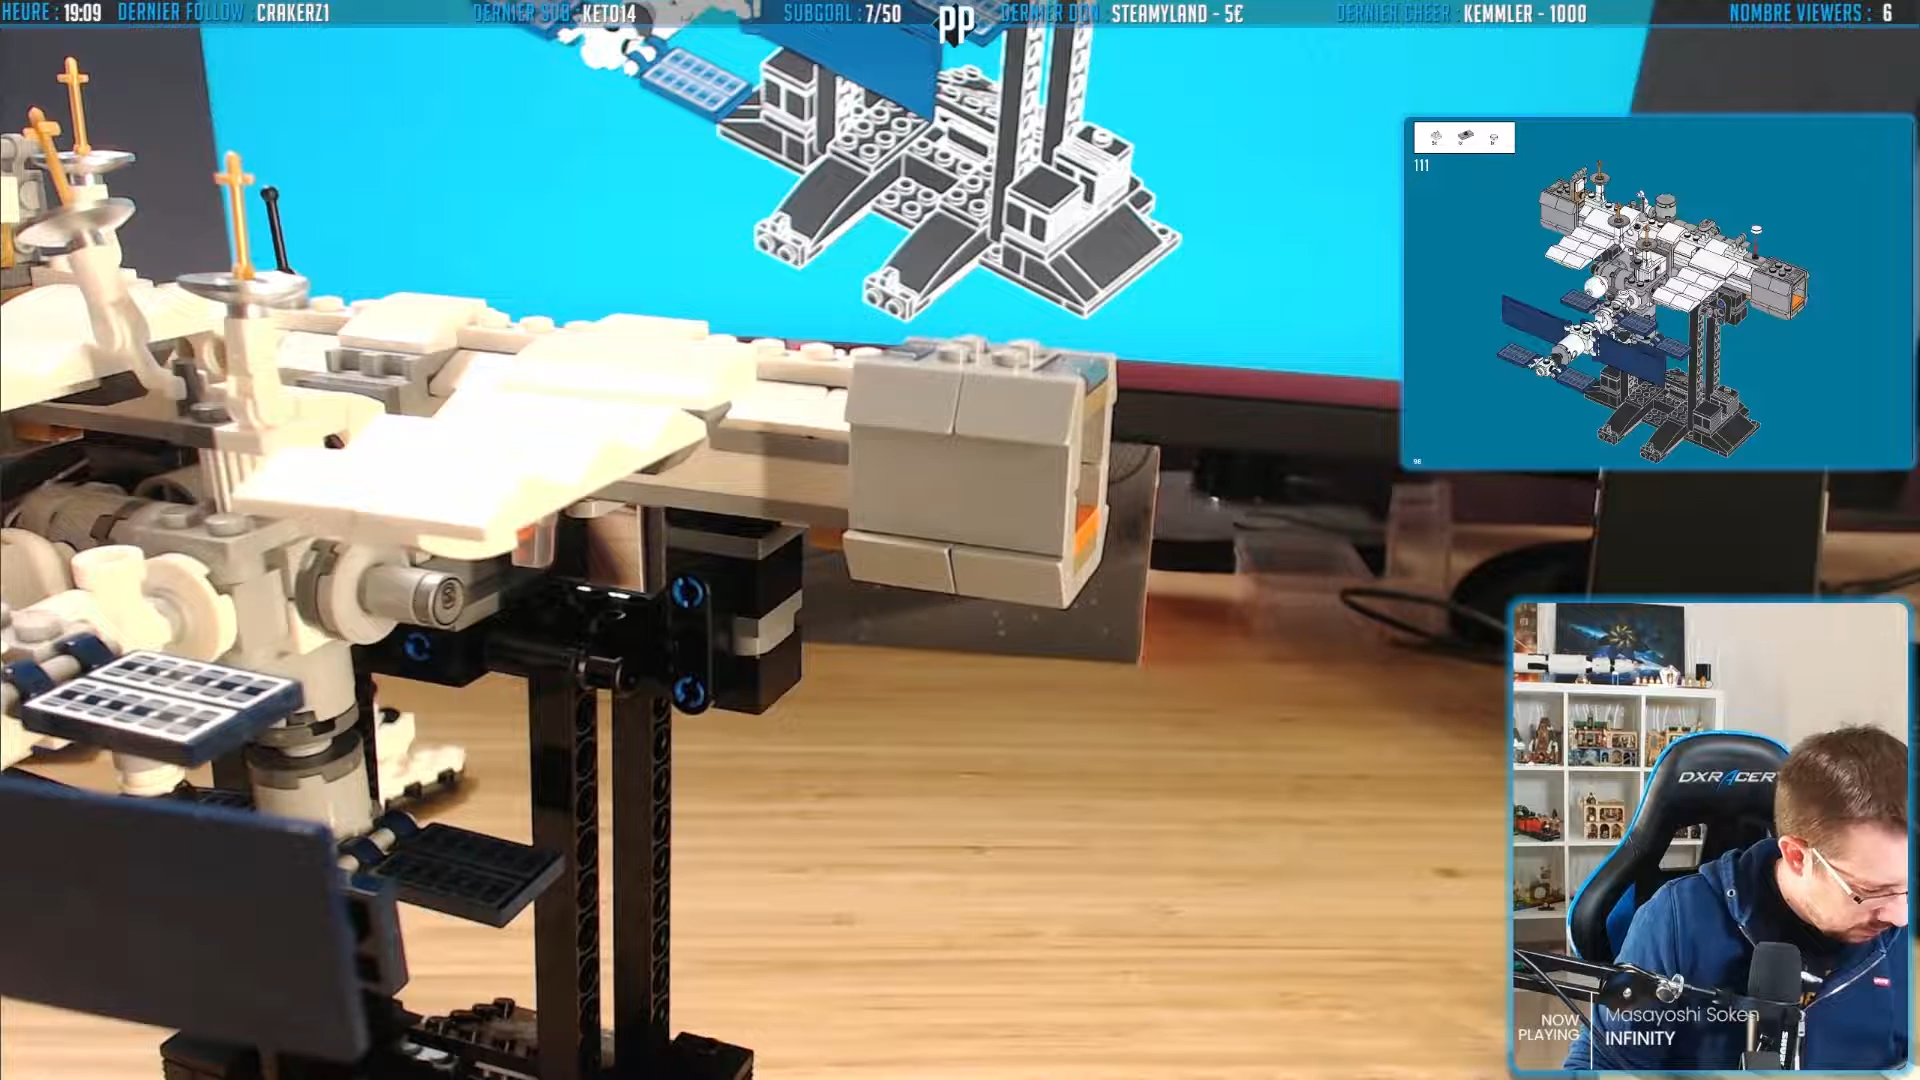 HEURE : 19:09 DERNIER FOLLOW : CRAKERZ1 DERNIER SUB : KETO14 SUBGOAL : 7/50 PP DERNIER DON : STEAMYLAND - 5€ DERNIER CHEER : KEMMLER - 1000 NOMBRE VIEWERS : 6
111
98
DXRACER
NOW PLAYING
Masayoshi Soken
INFINITY